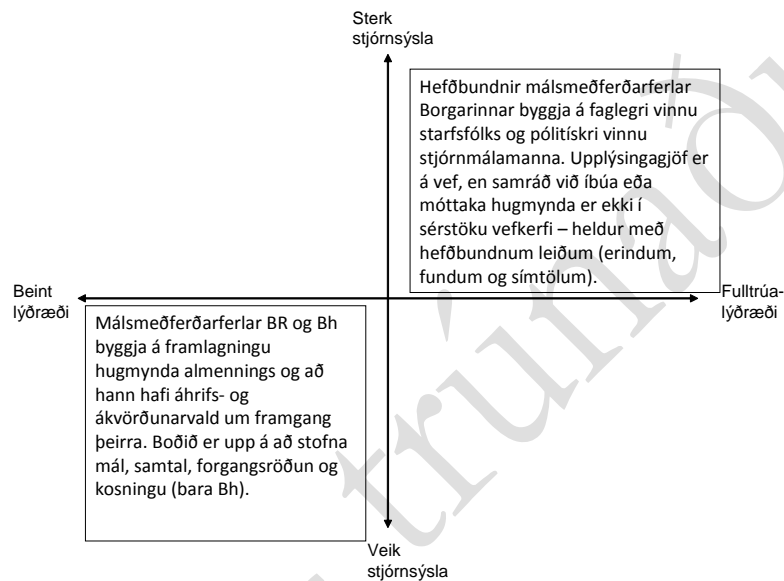 Sterk
stjórnsýsla
Hefðbundnir málsmeðferðarferlar
Borgarinnar byggja á faglegri vinnu
starfsfólks og pólitískri vinnu
stjórnmálamanna. Upplýsingagjöf er
á vef, en samráð við íbúa eða
móttaka hugmynda er ekki í
sérstöku vefkerfi – heldur með
hefðbundnum leiðum (erindum,
fundum og símtölum).
Beint
lýðræði
Fulltrúa-
lýðræði
Málsmeðferðarferlar BR og Bh
byggja á framlagningu
hugmynda almennings og að
hann hafi áhrifs- og
ákvörðunarvald um framgang
þeirra. Boðið er upp á að stofna
mál, samtal, forgangsröðun og
kosningu (bara Bh).
Veik
stjórnsýsla